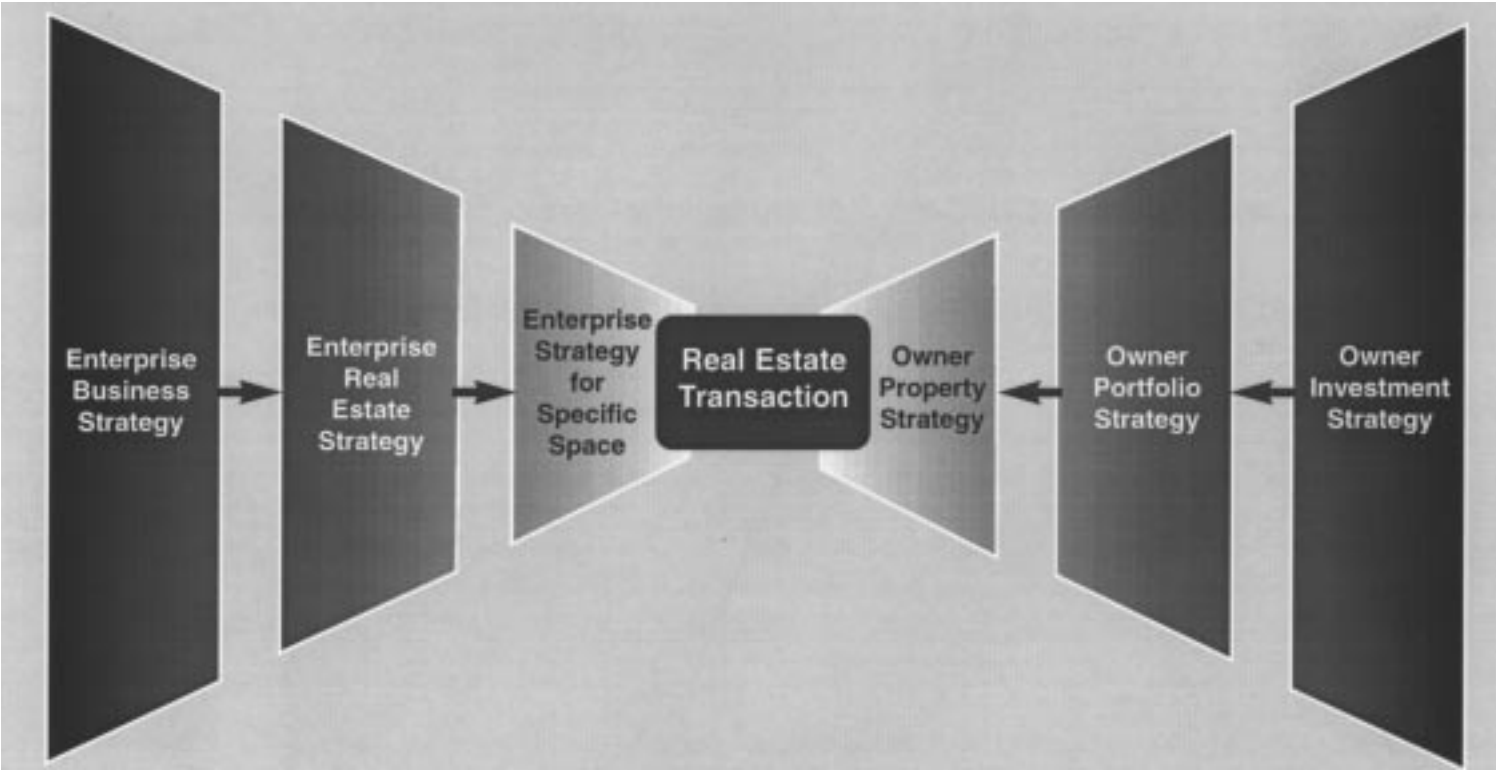 Enterprise
Business
Strategy
Enterprise
Real
Estate
Strategy
Enterprise
Strategy
for
Specific
Space
Real Estate
Transaction
Owner
Property
Strategy
Owner
Portfolio
Strategy
Owner
Investment
Strategy